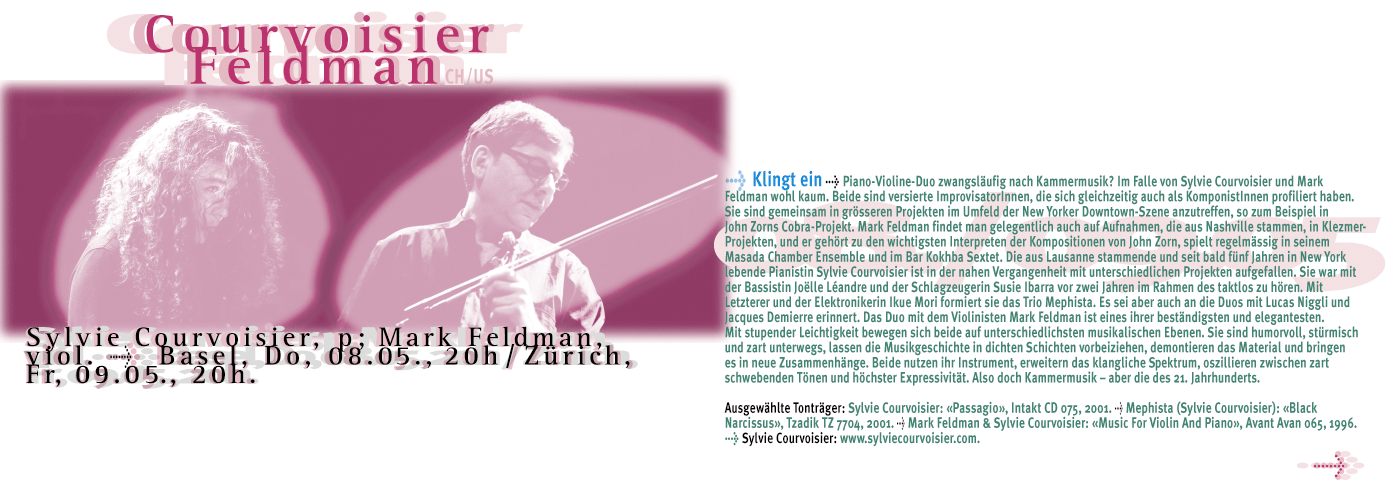 Courvoisier
Feldman CH/US
Sylvie Courvoisier, p; Mark Feldman,
viol. Basel, Do, 08.05., 20h/Zürich,
Fr, 09.05., 20h.
Klingt ein Piano-Violine-Duo zwangsläufig nach Kammermusik? Im Falle von Sylvie Courvoisier und Mark
Feldman wohl kaum. Beide sind versierte ImprovisatorInnen, die sich gleichzeitig auch als KomponistInnen profiliert haben.
Sie sind gemeinsam in grösseren Projekten im Umfeld der New Yorker Downtown-Szene anzutreffen, so zum Beispiel in
John Zorns Cobra-Projekt. Mark Feldman findet man gelegentlich auch auf Aufnahmen, die aus Nashville stammen, in Klezmer-
Projekten, und er gehört zu den wichtigsten Interpreten der Kompositionen von John Zorn, spielt regelmässig in seinem
Masada Chamber Ensemble und im Bar Kokhba Sextet. Die aus Lausanne stammende und seit bald fünf Jahren in New York
lebende Pianistin Sylvie Courvoisier ist in der nahen Vergangenheit mit unterschiedlichen Projekten aufgefallen. Sie war mit
der Bassistin Joëlle Léandre und der Schlagzeugerin Susie Ibarra vor zwei Jahren im Rahmen des taktlos zu hören. Mit
Letzterer und der Elektronikerin Ikue Mori formiert sie das Trio Mephista. Es sei aber auch an die Duos mit Lucas Niggli und
Jacques Demierre erinnert. Das Duo mit dem Violinisten Mark Feldman ist eines ihrer beständigsten und elegantesten.
Mit stupender Leichtigkeit bewegen sich beide auf unterschiedlichsten musikalischen Ebenen. Sie sind humorvoll, stürmisch
und zart unterwegs, lassen die Musikgeschichte in dichten Schichten vorbeiziehen, demontieren das Material und bringen
es in neue Zusammenhänge. Beide nutzen ihr Instrument, erweitern das klangliche Spektrum, oszillieren zwischen zart
schwebenden Tönen und höchster Expressivität. Also doch Kammermusik – aber die des 21. Jahrhunderts.
Ausgewählte Tonträger: Sylvie Courvoisier: «Passagio», Intakt CD 075, 2001. Mephista (Sylvie Courvoisier): «Black
Narcissus», Tzadik TZ 7704, 2001. Mark Feldman & Sylvie Courvoisier: «Music For Violin And Piano», Avant Avan 065, 1996.
Sylvie Courvoisier: www.sylviecourvoisier.com.